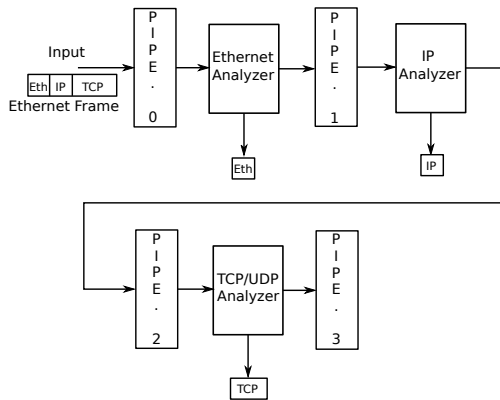 Input
Eth IP TCP
Ethernet Frame
P
I
P
E
.
0
Ethernet
Analyzer
Eth
P
I
P
E
.
1
IP
Analyzer
IP
P
I
P
E
.
2
TCP/UDP
Analyzer
TCP
P
I
P
E
.
3